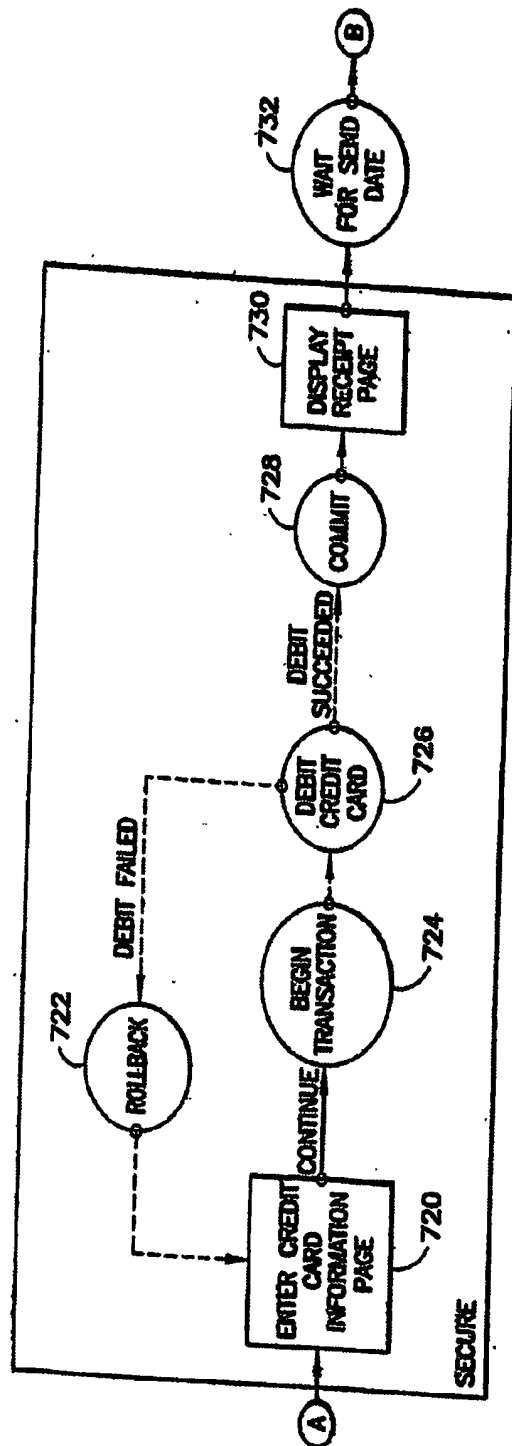 A
ENTER CREDIT
CARD
INFORMATION
PAGE
720
CONTINUE
BEGIN
TRANSACTION
724
ROLLBACK
722
DEBIT FAILED
DEBIT
CREDIT
CARD
726
DEBIT
SUCCEEDED
COMMIT
728
DISPLAY
RECEIPT
PAGE
730
WAIT
FOR SEND
DATE
732
B
SECURE